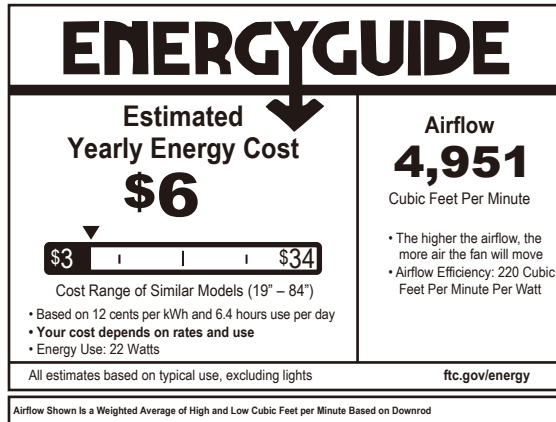 ENERGYGUIDE
Estimated
Yearly Energy Cost
$6
$3
$34
Cost Range of Similar Models (19” – 84”)
• Based on 12 cents per kWh and 6.4 hours use per day
• Your cost depends on rates and use
• Energy Use: 22 Watts
Airflow
4,951
Cubic Feet Per Minute
• The higher the airflow, the
more air the fan will move
• Airflow Efficiency: 220 Cubic
Feet Per Minute Per Watt
All estimates based on typical use, excluding lights
ftc.gov/energy
Airflow Shown Is a Weighted Average of High and Low Cubic Feet per Minute Based on Downrod